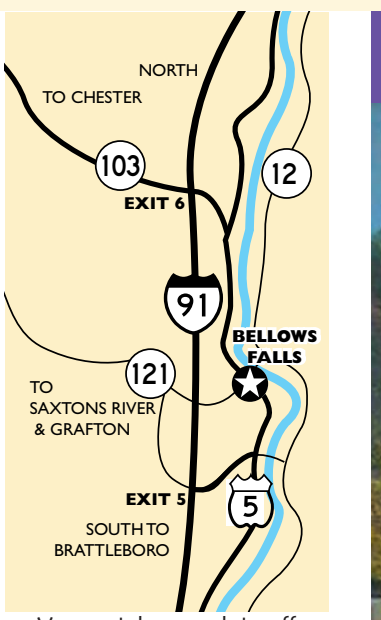 NORTH
TO CHESTER
103
12
EXIT 6
91
BELLOWS
FALLS
121
TO
SAXTONS RIVER
& GRAFTON
EXIT 5
5
SOUTH TO
BRATTLEBORO